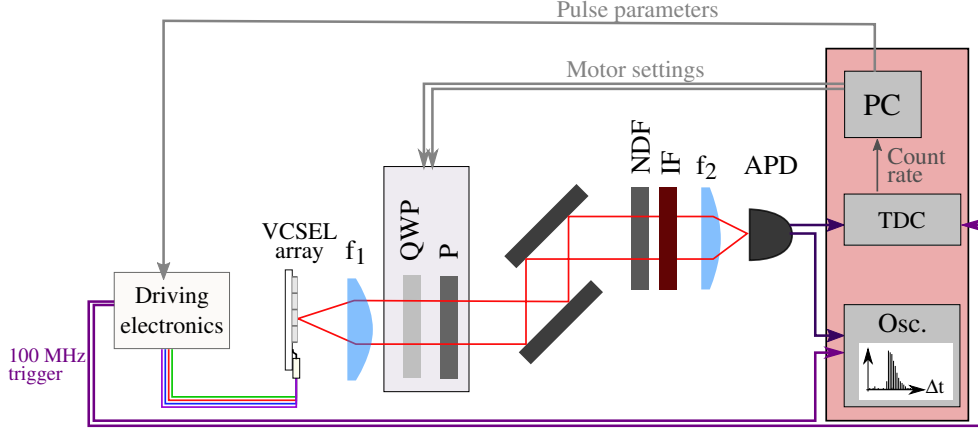 Pulse parameters
Motor settings
PC
Count
rate
TDC
Osc.
Δt
APD
f2
IF
NDF
P
QWP
f1
VCSEL
array
Driving
electronics
100 MHz
trigger